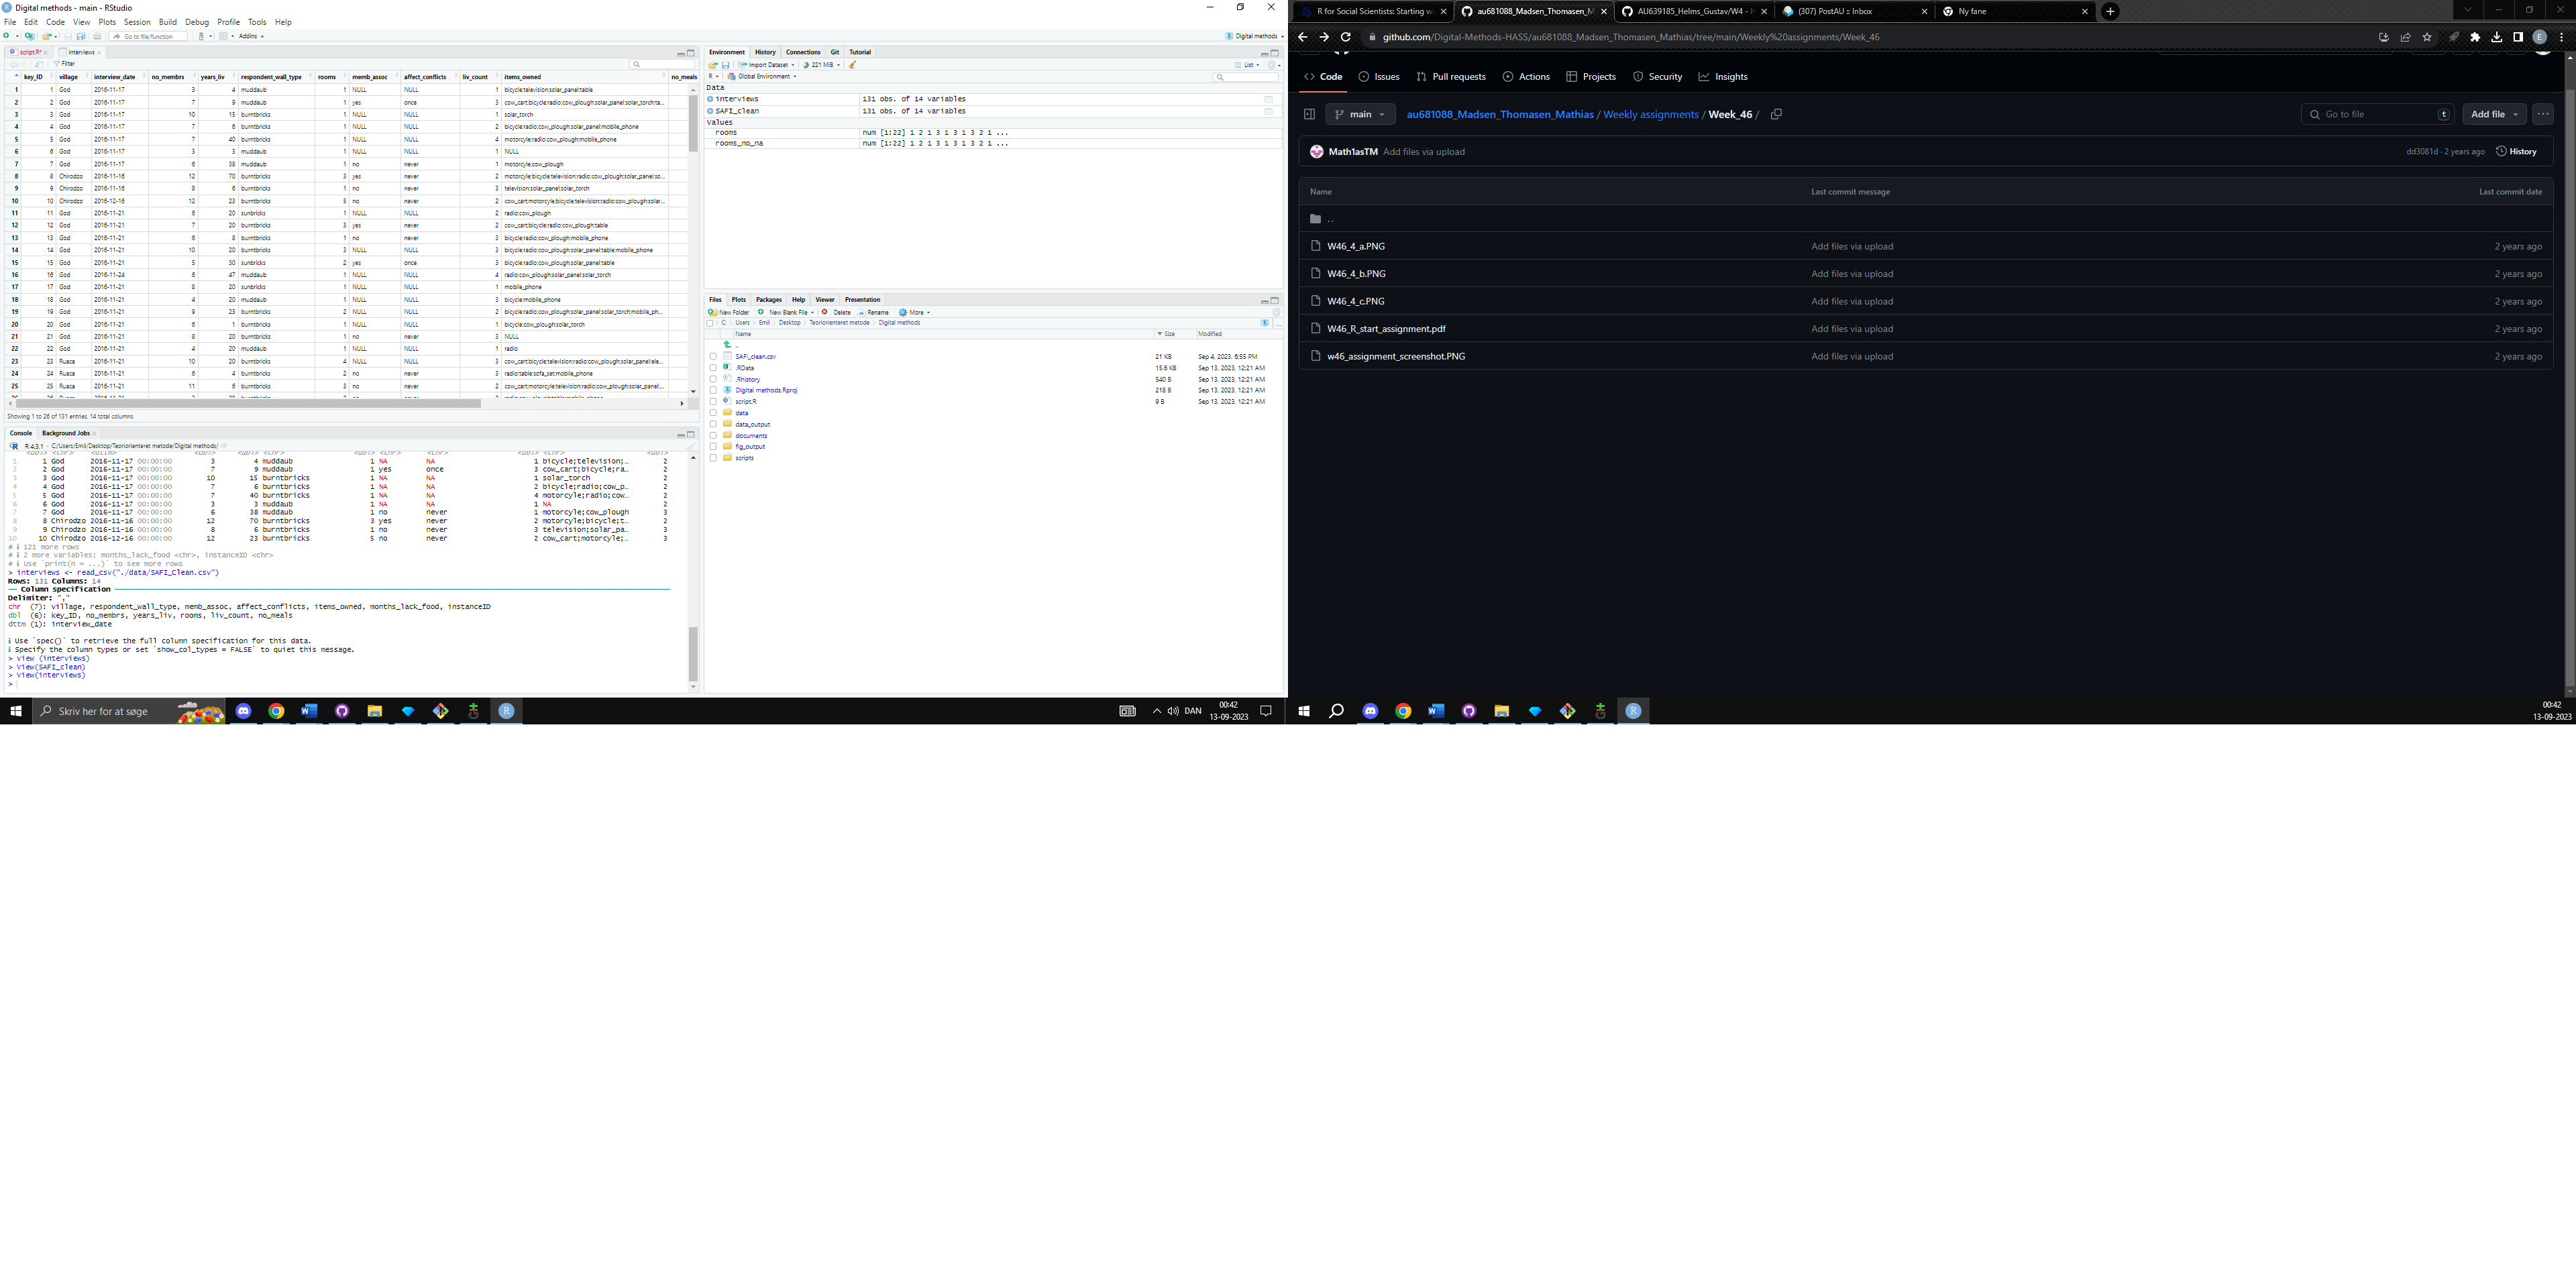 Digital methods - main - RStudio
File Edit Code View Plots Session Build Debug Profile Tools Help
Go to file/function Addins Digital methods
script.R* interviews
Filter
key_ID village interview_date no_membrs years_liv respondent_wall_type rooms memb_assoc affect_conflicts liv_count items_owned no_meals
1 1 God 2016-11-17 3 4 muddaub 1 NULL NULL 1 bicycle;television;solar_panel;table
2 2 God 2016-11-17 7 9 muddaub 1 yes once 3 cow_cart;bicycle;radio;cow_plough;solar_panel;solar_torch;ta...
3 3 God 2016-11-17 10 15 burntbricks 1 NULL NULL 1 solar_torch
4 4 God 2016-11-17 7 6 burntbricks 1 NULL NULL 2 bicycle;radio;cow_plough;solar_panel;mobile_phone
5 5 God 2016-11-17 7 40 burntbricks 1 NULL NULL 4 motorcyle;radio;cow_plough;mobile_phone
6 6 God 2016-11-17 3 3 muddaub 1 NULL NULL 1 NULL
7 7 God 2016-11-17 6 38 muddaub 1 no never 1 motorcyle;cow_plough
8 8 Chirodzo 2016-11-16 12 70 burntbricks 3 yes never 2 motorcyle;bicycle;television;radio;cow_plough;solar_panel;so...
9 9 Chirodzo 2016-11-16 8 6 burntbricks 1 no never 3 television;solar_panel;solar_torch
10 10 Chirodzo 2016-12-16 12 23 burntbricks 5 no never 2 cow_cart;motorcyle;bicycle;television;radio;cow_plough;solar...
11 11 God 2016-11-21 6 20 sunbricks 1 NULL NULL 2 radio;cow_plough
12 12 God 2016-11-21 7 20 burntbricks 3 yes never 2 cow_cart;bicycle;radio;cow_plough;table
13 13 God 2016-11-21 6 8 burntbricks 1 no never 3 bicycle;radio;cow_plough;mobile_phone
14 14 God 2016-11-21 10 20 burntbricks 3 NULL NULL 3 bicycle;radio;cow_plough;solar_panel;table;mobile_phone
15 15 God 2016-11-21 5 30 sunbricks 2 yes once 3 bicycle;radio;cow_plough;solar_panel;table
16 16 God 2016-11-24 6 47 muddaub 1 NULL NULL 4 radio;cow_plough;solar_panel;solar_torch
17 17 God 2016-11-21 8 20 sunbricks 1 NULL NULL 1 mobile_phone
18 18 God 2016-11-21 4 20 muddaub 1 NULL NULL 3 bicycle;mobile_phone
19 19 God 2016-11-21 9 23 burntbricks 2 NULL NULL 2 bicycle;radio;cow_plough;solar_panel;solar_torch;mobile_ph...
20 20 God 2016-11-21 6 1 burntbricks 1 NULL NULL 1 bicycle;cow_plough;solar_torch
21 21 God 2016-11-21 8 20 burntbricks 1 no never 3 NULL
22 22 God 2016-11-21 4 20 muddaub 1 NULL NULL 1 radio
23 23 Ruaca 2016-11-21 10 20 burntbricks 4 NULL NULL 3 cow_cart;bicycle;television;radio;cow_plough;solar_panel;ele...
24 24 Ruaca 2016-11-21 6 4 burntbricks 2 no never 3 radio;table;sofa_set;mobile_phone
25 25 Ruaca 2016-11-21 11 6 burntbricks 3 no never 2 cow_cart;motorcyle;television;radio;cow_plough;solar_panel;...
Showing 1 to 26 of 131 entries, 14 total columns
Console Background Jobs
R 4.3.1 · C:/Users/Emil/Desktop/Teoriorienteret metode/Digital methods/
<dbl> <chr> <dttm> <dbl> <dbl> <chr> <dbl> <chr> <chr> <dbl> <chr> <dbl>
1 1 God 2016-11-17 00:00:00 3 4 muddaub 1 NA NA 1 bicycle;television;… 2
2 2 God 2016-11-17 00:00:00 7 9 muddaub 1 yes once 3 cow_cart;bicycle;ra… 2
3 3 God 2016-11-17 00:00:00 10 15 burntbricks 1 NA NA 1 solar_torch 2
4 4 God 2016-11-17 00:00:00 7 6 burntbricks 1 NA NA 2 bicycle;radio;cow_p… 2
5 5 God 2016-11-17 00:00:00 7 40 burntbricks 1 NA NA 4 motorcyle;radio;cow… 2
6 6 God 2016-11-17 00:00:00 3 3 muddaub 1 NA NA 1 NA 2
7 7 God 2016-11-17 00:00:00 6 38 muddaub 1 no never 1 motorcyle;cow_plough 3
8 8 Chirodzo 2016-11-16 00:00:00 12 70 burntbricks 3 yes never 2 motorcyle;bicycle;t… 2
9 9 Chirodzo 2016-11-16 00:00:00 8 6 burntbricks 1 no never 3 television;solar_pa… 3
10 10 Chirodzo 2016-12-16 00:00:00 12 23 burntbricks 5 no never 2 cow_cart;motorcyle;… 3
# ℹ 121 more rows
# ℹ 2 more variables: months_lack_food <chr>, instanceID <chr>
# ℹ Use `print(n = ...)` to see more rows
> interviews <- read_csv("./data/SAFI_Clean.csv")
Rows: 131 Columns: 14
── Column specification ──
Delimiter: ","
chr (7): village, respondent_wall_type, memb_assoc, affect_conflicts, items_owned, months_lack_food, instanceID
dbl (6): key_ID, no_membrs, years_liv, rooms, liv_count, no_meals
dttm (1): interview_date
ℹ Use `spec()` to retrieve the full column specification for this data.
ℹ Specify the column types or set `show_col_types = FALSE` to quiet this message.
> view (interviews)
> View(SAFI_clean)
> View(interviews)
>
Environment History Connections Git Tutorial
Import Dataset 221 MiB List
R Global Environment
Data
interviews 131 obs. of 14 variables
SAFI_clean 131 obs. of 14 variables
Values
rooms num [1:22] 1 2 1 3 1 3 1 3 2 1 ...
rooms_no_na num [1:22] 1 2 1 3 1 3 1 3 2 1 ...
Files Plots Packages Help Viewer Presentation
New Folder New Blank File Delete Rename More
C: Users Emil Desktop Teoriorienteret metode Digital methods
Name Size Modified
..
SAFI_clean.csv 21 KB Sep 4, 2023, 6:55 PM
.RData 15.6 KB Sep 13, 2023, 12:21 AM
.Rhistory 540 B Sep 13, 2023, 12:21 AM
Digital methods.Rproj 218 B Sep 13, 2023, 12:21 AM
script.R 9 B Sep 13, 2023, 12:21 AM
data
data_output
documents
fig_output
scripts
Skriv her for at søge
DAN 00:42 13-09-2023
R for Social Scientists: Starting wi au681088_Madsen_Thomasen_M AU639185_Helms_Gustav/W4 - H (307) PostAU :: Inbox Ny fane
github.com/Digital-Methods-HASS/au681088_Madsen_Thomasen_Mathias/tree/main/Weekly%20assignments/Week_46
Code Issues Pull requests Actions Projects Security Insights
main au681088_Madsen_Thomasen_Mathias / Weekly assignments / Week_46 / Go to file t Add file
Math1asTM Add files via upload dd3081d · 2 years ago History
Name Last commit message Last commit date
..
W46_4_a.PNG Add files via upload 2 years ago
W46_4_b.PNG Add files via upload 2 years ago
W46_4_c.PNG Add files via upload 2 years ago
W46_R_start_assignment.pdf Add files via upload 2 years ago
w46_assignment_screenshot.PNG Add files via upload 2 years ago
00:42
13-09-2023